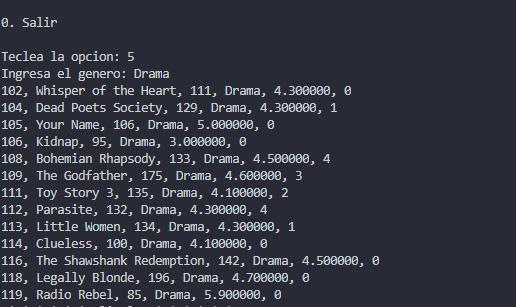 0. Salir
Teclea la opcion: 5
Ingresa el genero: Drama
102, Whisper of the Heart, 111, Drama, 4.300000, 0
104, Dead Poets Society, 129, Drama, 4.300000, 1
105, Your Name, 106, Drama, 5.000000, 0
106, Kidnap, 95, Drama, 3.000000, 0
108, Bohemian Rhapsody, 133, Drama, 4.500000, 4
109, The Godfather, 175, Drama, 4.600000, 3
111, Toy Story 3, 135, Drama, 4.100000, 2
112, Parasite, 132, Drama, 4.300000, 4
113, Little Women, 134, Drama, 4.300000, 1
114, Clueless, 100, Drama, 4.100000, 0
116, The Shawshank Redemption, 142, Drama, 4.500000, 0
118, Legally Blonde, 196, Drama, 4.700000, 0
119, Radio Rebel, 85, Drama, 5.900000, 0